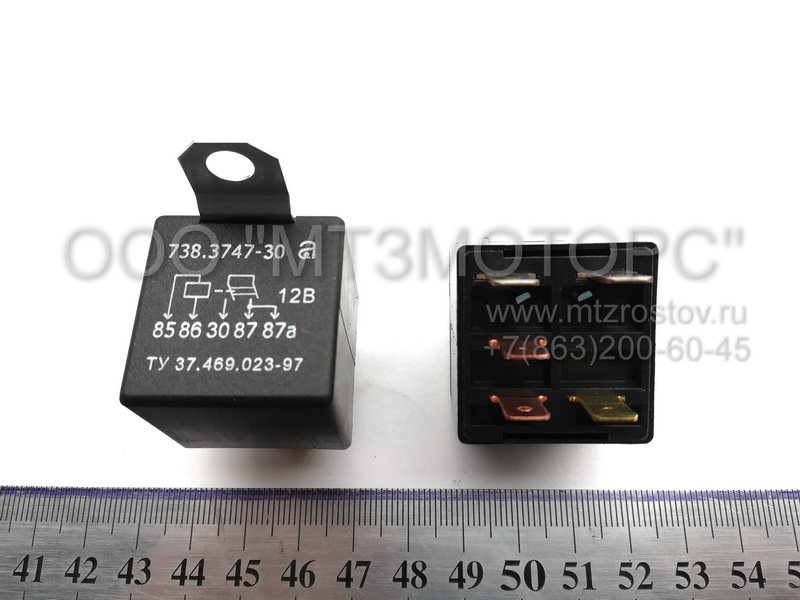 738.3747-30 a
12В
85 86 30 87 87а
ТУ 37.469.023-97
ООО "МТЗМОТОРС"
www.mtzrostov.ru
+7(863)200-60-45
41 42 43 44 45 46 47 48 49 50 51 52 53 54 5